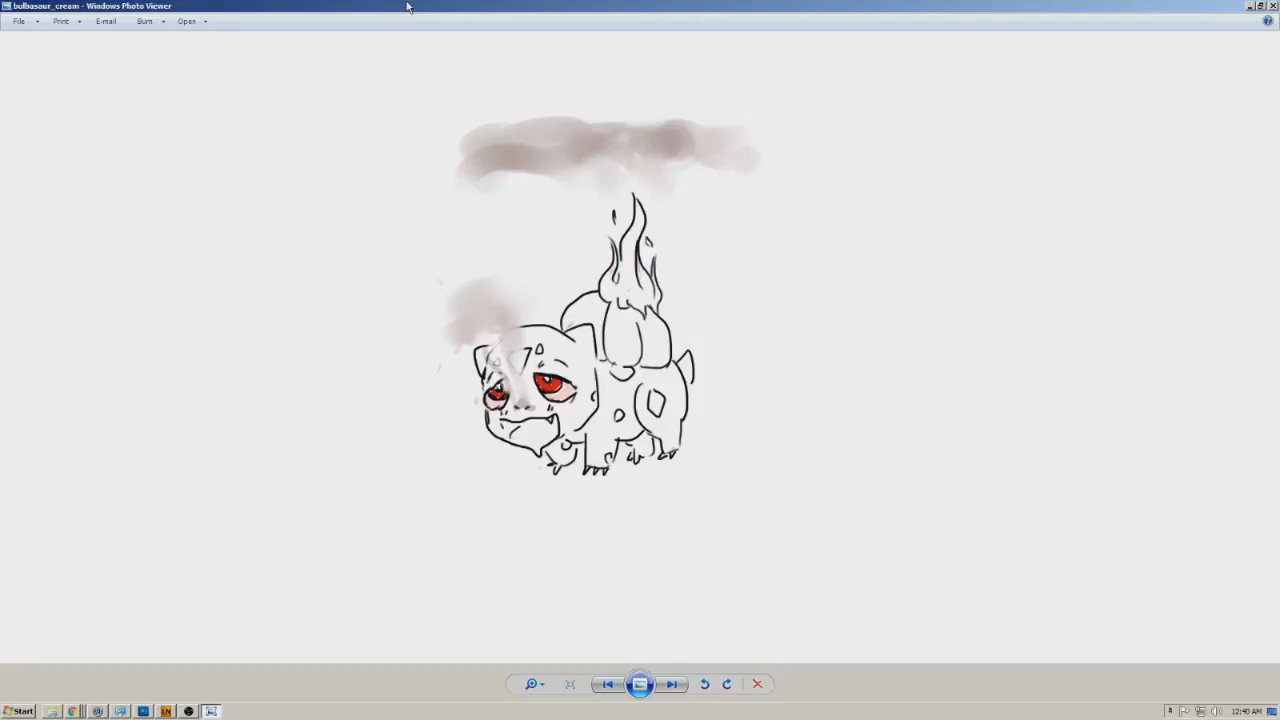 bulbasaur_cream - Windows Photo Viewer
File Print E-mail Burn Open
Start
12:40 AM